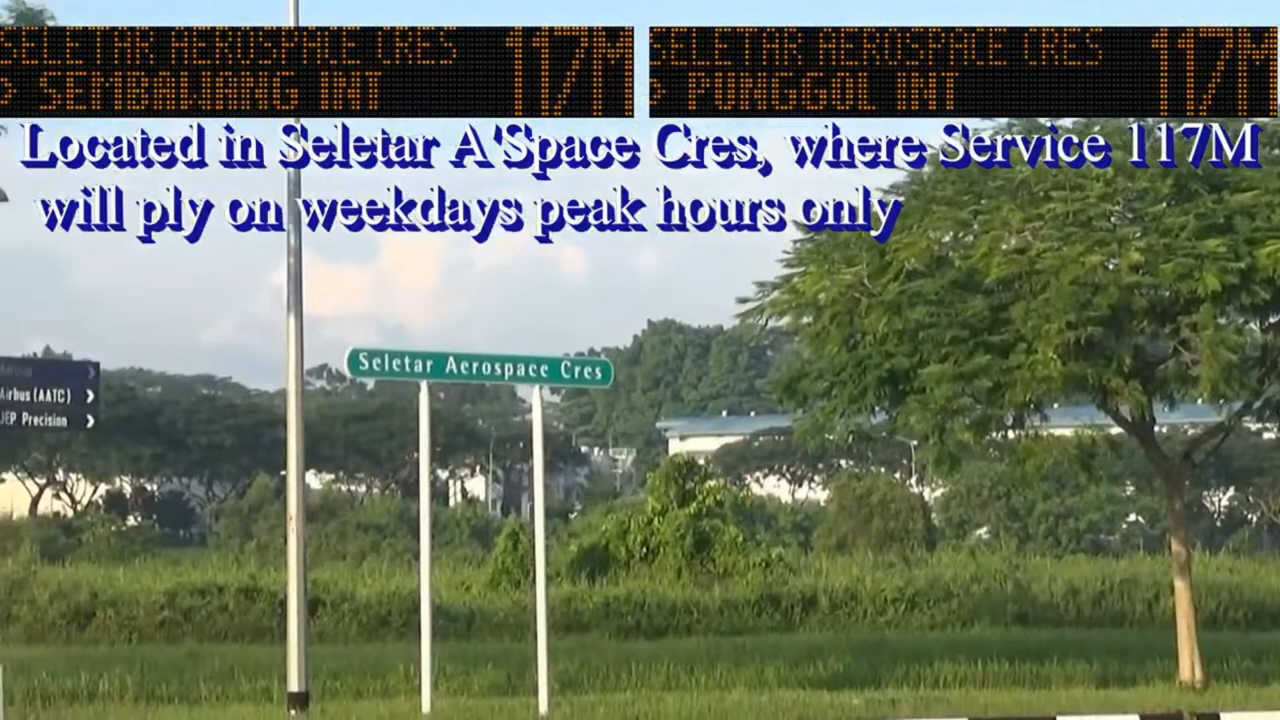 SELETAR AEROSPACE CRES 117M
> SEMBAWANG INT
SELETAR AEROSPACE CRES 117M
> PUNGGOL INT
Located in Seletar A'Space Cres, where Service 117M
will ply on weekdays peak hours only
Seletar Aerospace Cres
Airbus (AATC)
JEP Precision